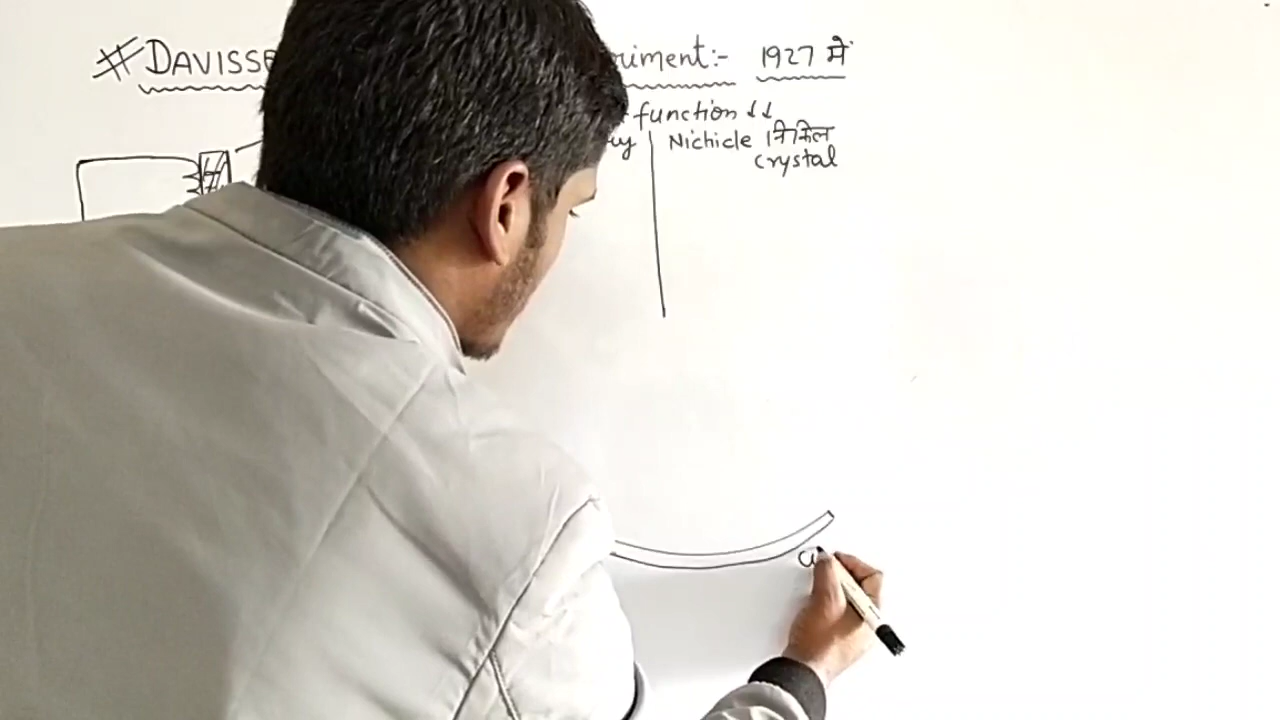 # DAVISSE riment:- 1927 में
function ↓↓
Nichicle निकिल
crystal